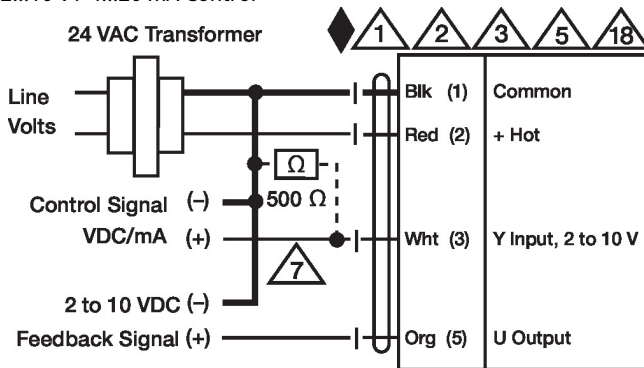 24 VAC Transformer
1 2 3 5 18
Line
Volts
Blk (1) Common
Red (2) + Hot
Ω
500 Ω
Control Signal (–)
VDC/mA (+)
Wht (3) Y Input, 2 to 10 V
7
2 to 10 VDC (–)
Feedback Signal (+)
Org (5) U Output